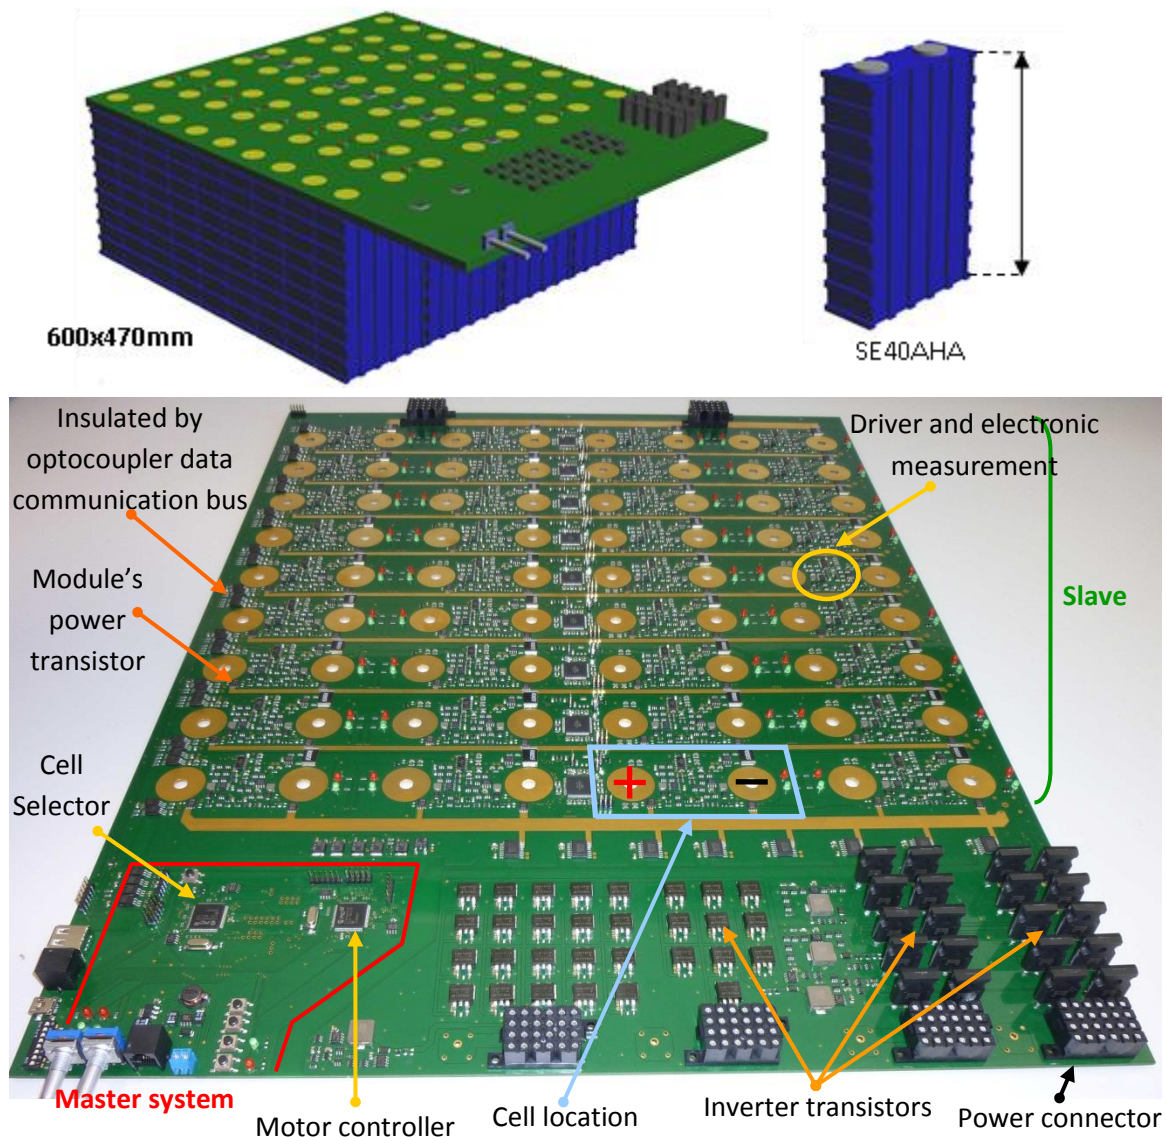 600x470mm
SE40AHA
Insulated by
optocoupler data
communication bus
Driver and electronic
measurement
Module’s
power
transistor
Slave
Cell
Selector
+ −
Master system
Motor controller
Cell location
Inverter transistors
Power connector